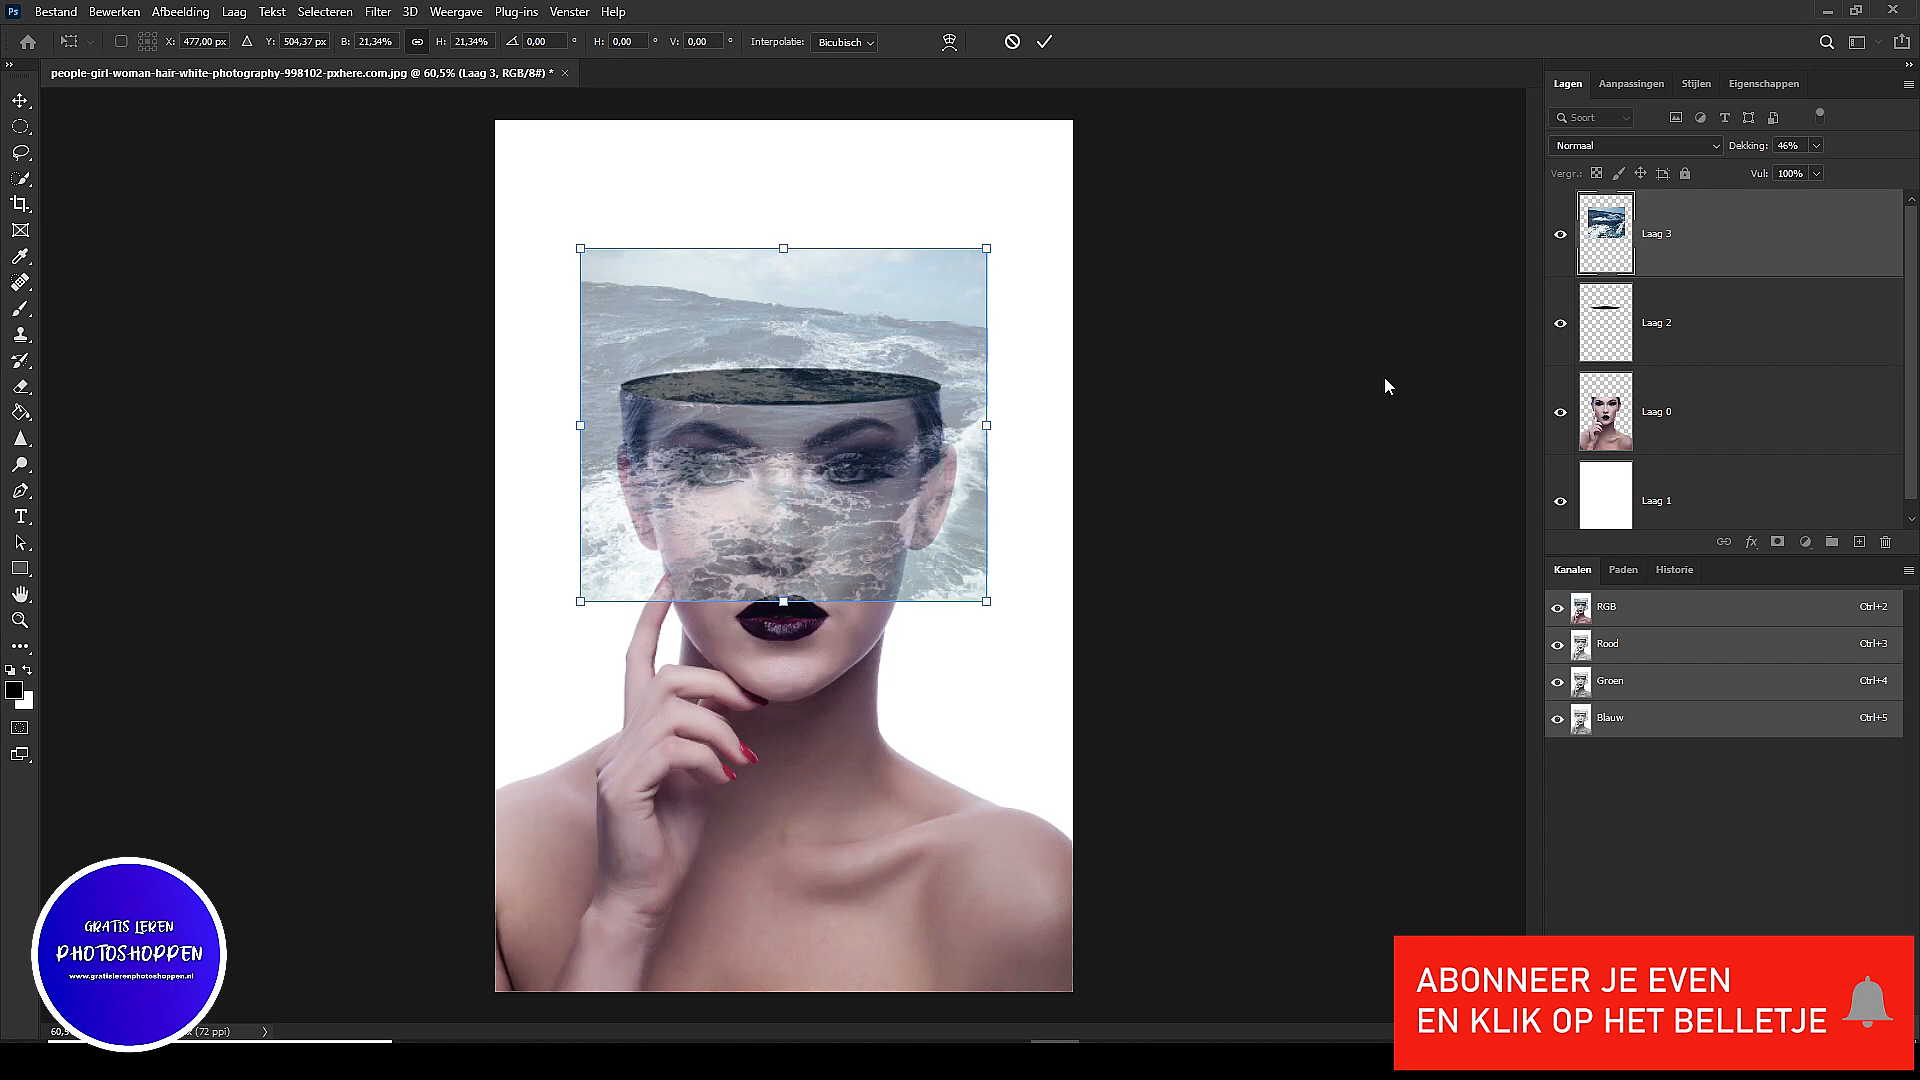 Ps Bestand Bewerken Afbeelding Laag Tekst Selecteren Filter 3D Weergave Plug-ins Venster Help
X: 477,00 px Y: 504,37 px B: 21,34% H: 21,34% 0,00 ° H: 0,00 ° V: 0,00 ° Interpolatie: Bicubisch
people-girl-woman-hair-white-photography-998102-pxhere.com.jpg @ 60,5% (Laag 3, RGB/8#) * ×
Lagen Aanpassingen Stijlen Eigenschappen
Soort
Normaal Dekking: 46%
Vergr.: Vul: 100%
Laag 3
Laag 2
Laag 0
Laag 1
Kanalen Paden Historie
RGB Ctrl+2
Rood Ctrl+3
Groen Ctrl+4
Blauw Ctrl+5
GRATIS LEREN
PHOTOSHOPPEN
www.gratislerenphotoshoppen.nl
(72 ppi)
ABONNEER JE EVEN
EN KLIK OP HET BELLETJE